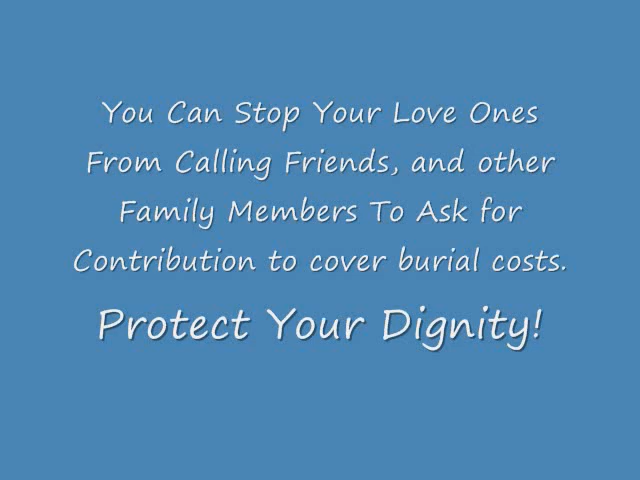 You Can Stop Your Love Ones
From Calling Friends, and other
Family Members To Ask for
Contribution to cover burial costs.
Protect Your Dignity!